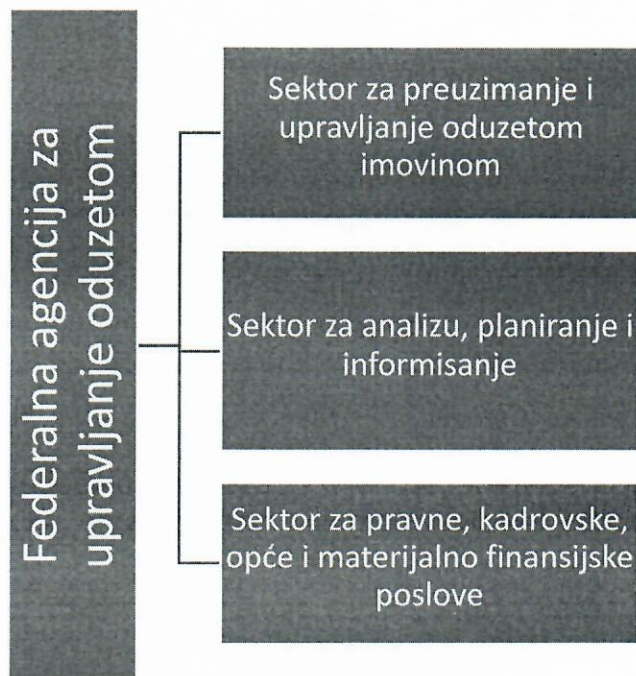 Federalna agencija za
upravljanje oduzetom
Sektor za preuzimanje i
upravljanje oduzetom
imovinom
Sektor za analizu, planiranje i
informisanje
Sektor za pravne, kadrovske,
opće i materijalno finansijske
poslove